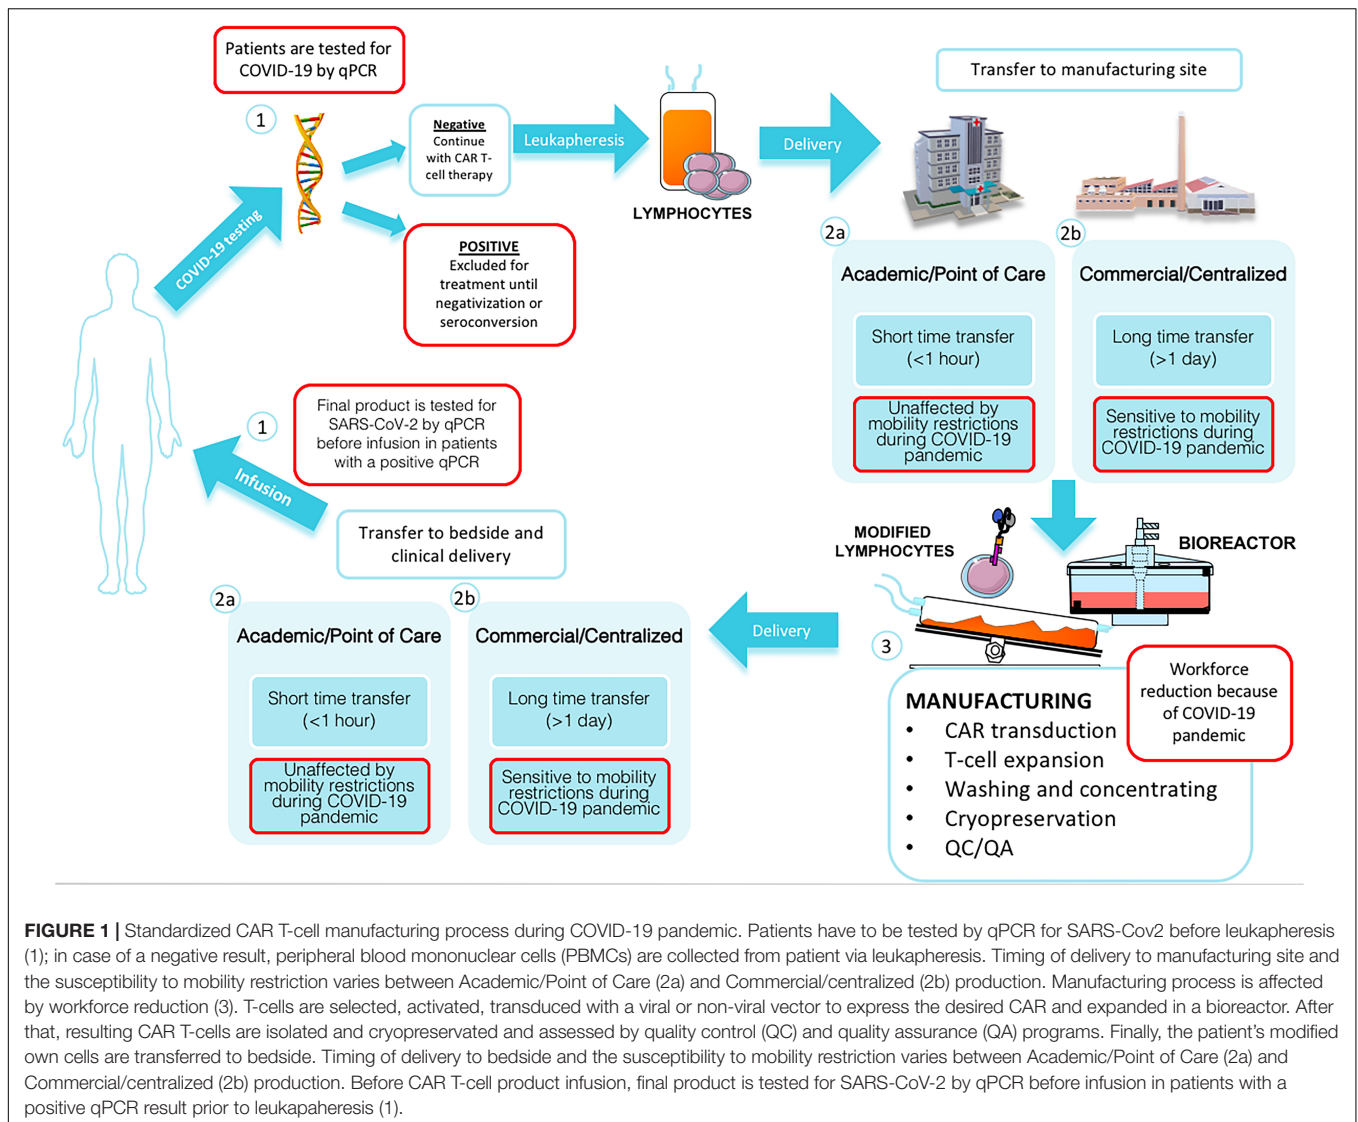 Patients are tested for
COVID-19 by qPCR
1
COVID-19 testing
Negative
Continue
with CAR T-
cell therapy
POSITIVE
Excluded for
treatment until
negativization or
seroconversion
Leukapheresis
LYMPHOCYTES
Delivery
Transfer to manufacturing site
2a
Academic/Point of Care
Short time transfer
(<1 hour)
Unaffected by
mobility restrictions
during COVID-19
pandemic
2b
Commercial/Centralized
Long time transfer
(>1 day)
Sensitive to mobility
restrictions during
COVID-19 pandemic
MODIFIED
LYMPHOCYTES
BIOREACTOR
3
MANUFACTURING
• CAR transduction
• T-cell expansion
• Washing and concentrating
• Cryopreservation
• QC/QA
Workforce
reduction because
of COVID-19
pandemic
Delivery
Transfer to bedside and
clinical delivery
2a
Academic/Point of Care
Short time transfer
(<1 hour)
Unaffected by
mobility restrictions
during COVID-19
pandemic
2b
Commercial/Centralized
Long time transfer
(>1 day)
Sensitive to mobility
restrictions during
COVID-19 pandemic
Infusion
1
Final product is tested for
SARS-CoV-2 by qPCR
before infusion in patients
with a positive qPCR
FIGURE 1 | Standardized CAR T-cell manufacturing process during COVID-19 pandemic. Patients have to be tested by qPCR for SARS-Cov2 before leukapheresis
(1); in case of a negative result, peripheral blood mononuclear cells (PBMCs) are collected from patient via leukapheresis. Timing of delivery to manufacturing site and
the susceptibility to mobility restriction varies between Academic/Point of Care (2a) and Commercial/centralized (2b) production. Manufacturing process is affected
by workforce reduction (3). T-cells are selected, activated, transduced with a viral or non-viral vector to express the desired CAR and expanded in a bioreactor. After
that, resulting CAR T-cells are isolated and cryopreservated and assessed by quality control (QC) and quality assurance (QA) programs. Finally, the patient's modified
own cells are transferred to bedside. Timing of delivery to bedside and the susceptibility to mobility restriction varies between Academic/Point of Care (2a) and
Commercial/centralized (2b) production. Before CAR T-cell product infusion, final product is tested for SARS-CoV-2 by qPCR before infusion in patients with a
positive qPCR result prior to leukapaheresis (1).